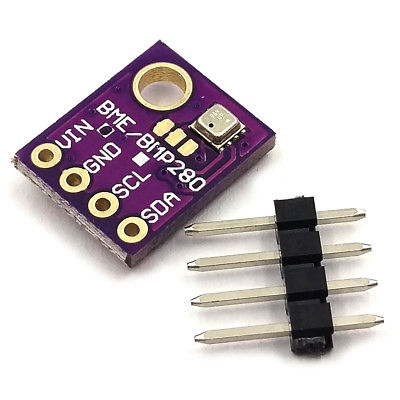 BME/BMP280
VIN
GND
SCL
SDA